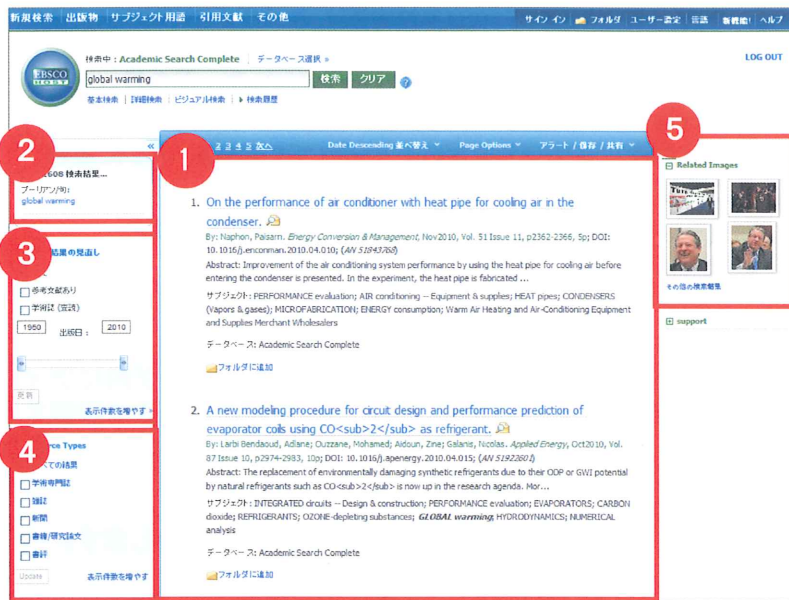 新規検索 出版物 サブジェクト用語 引用文献 その他
サイン イン フォルダ ユーザー設定 言語 新機能! ヘルプ
LOG OUT
EBSCO
HOST
検索中 : Academic Search Complete データベース選択 »
global warming 検索 クリア ?
基本検索 詳細検索 ビジュアル検索 検索履歴
«
2 3 4 5 次へ Date Descending 並べ替え Page Options アラート / 保存 / 共有
1
2
608 検索結果...
ブーリアン/句:
global warming
3
結果の見直し
参考文献あり
学術誌 (査読)
1950 出版日: 2010
更新
表示件数を増やす »
4
ce Types
べての結果
学術専門誌
雑誌
新聞
書籍/研究論文
書評
Update 表示件数を増やす
1. On the performance of air conditioner with heat pipe for cooling air in the
condenser.
By: Naphon, Paisarn. Energy Conversion & Management, Nov2010, Vol. 51 Issue 11, p2362-2366, 5p; DOI:
10.1016/j.enconman.2010.04.010; (AN 51943768)
Abstract: Improvement of the air conditioning system performance by using the heat pipe for cooling air before
entering the condenser is presented. In the experiment, the heat pipe is fabricated ...
サブジェクト: PERFORMANCE evaluation; AIR conditioning -- Equipment & supplies; HEAT pipes; CONDENSERS
(Vapors & gases); MICROFABRICATION; ENERGY consumption; Warm Air Heating and Air-Conditioning Equipment
and Supplies Merchant Wholesalers
データベース: Academic Search Complete
フォルダに追加
2. A new modeling procedure for circuit design and performance prediction of
evaporator coils using CO<sub>2</sub> as refrigerant.
By: Larbi Bendaoud, Adlane; Ouzzane, Mohamed; Aidoun, Zine; Galanis, Nicolas. Applied Energy, Oct2010, Vol.
87 Issue 10, p2974-2983, 10p; DOI: 10.1016/j.apenergy.2010.04.015; (AN 51922601)
Abstract: The replacement of environmentally damaging synthetic refrigerants due to their ODP or GWI potential
by natural refrigerants such as CO<sub>2</sub> is now up in the research agenda. Mor...
サブジェクト: INTEGRATED circuits -- Design & construction; PERFORMANCE evaluation; EVAPORATORS; CARBON
dioxide; REFRIGERANTS; OZONE-depleting substances; GLOBAL warming; HYDRODYNAMICS; NUMERICAL
analysis
データベース: Academic Search Complete
フォルダに追加
5
Related Images
その他の検索結果
support